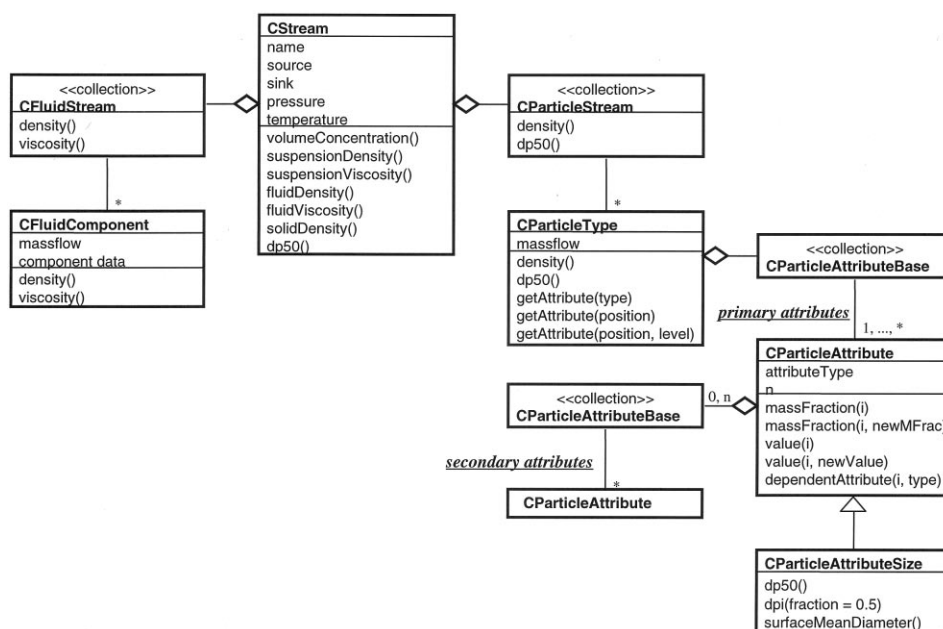 CStream
name
source
sink
pressure
temperature
volumeConcentration()
suspensionDensity()
suspensionViscosity()
fluidDensity()
fluidViscosity()
solidDensity()
dp50()
<<collection>>
CFluidStream
density()
viscosity()
*
CFluidComponent
massflow
component data
density()
viscosity()
<<collection>>
CParticleStream
density()
dp50()
*
CParticleType
massflow
density()
dp50()
getAttribute(type)
getAttribute(position)
getAttribute(position, level)
<<collection>>
CParticleAttributeBase
primary attributes
1, ..., *
CParticleAttribute
attributeType
n
massFraction(i)
massFraction(i, newMFrac)
value(i)
value(i, newValue)
dependentAttribute(i, type)
0, n
<<collection>>
CParticleAttributeBase
secondary attributes
*
CParticleAttribute
CParticleAttributeSize
dp50()
dpi(fraction = 0.5)
surfaceMeanDiameter()